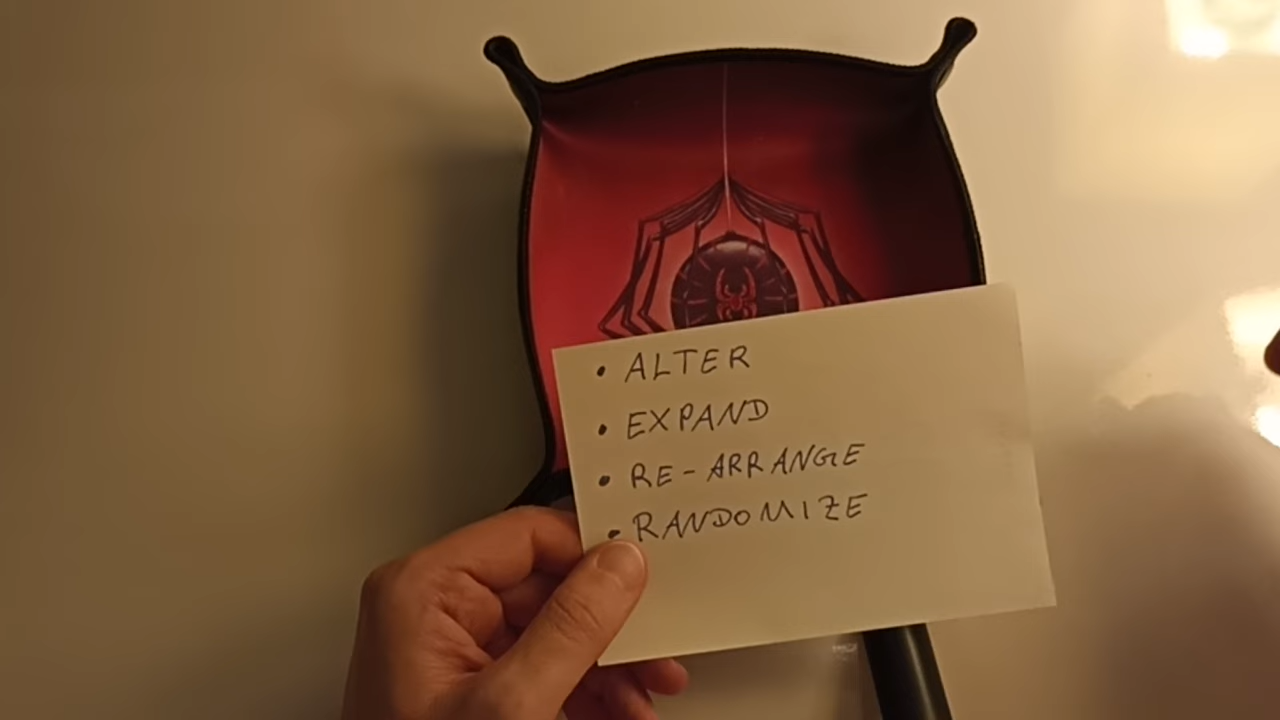 • ALTER
• EXPAND
• RE-ARRANGE
• RANDOMIZE